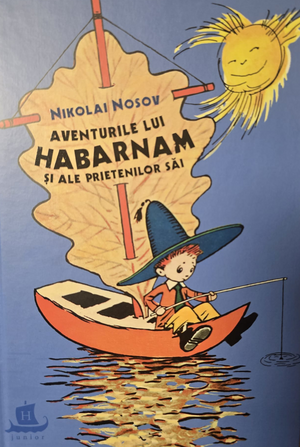 NIKOLAI NOSOV
AVENTURILE LUI
HABARNAM
ȘI ALE PRIETENILOR SĂI
H
junior